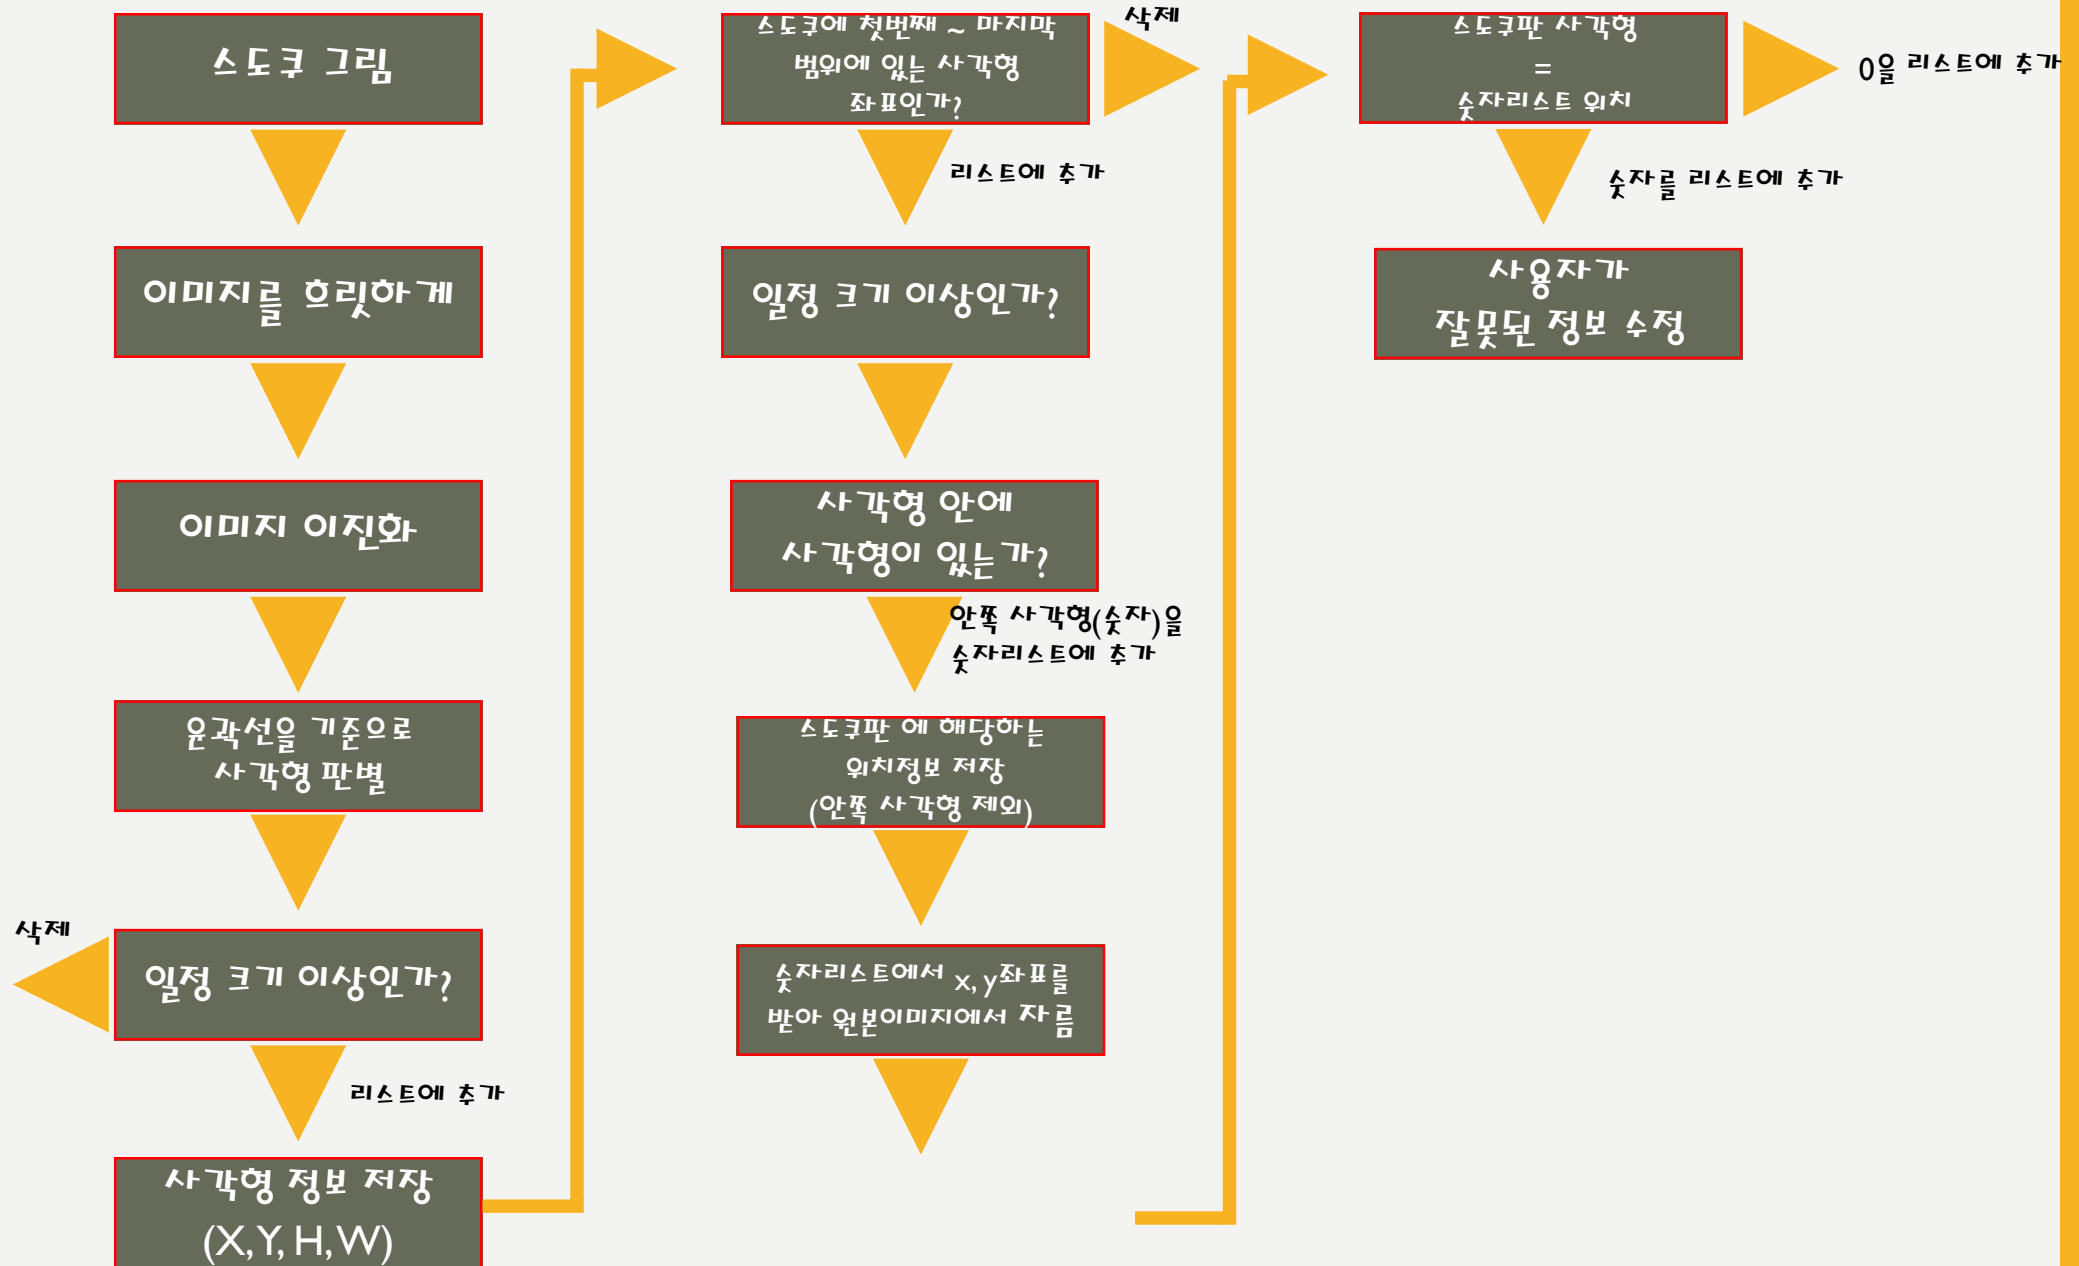 스도쿠 그림
이미지를 흐릿하게
이미지 이진화
윤곽선을 기준으로
사각형 판별
삭제
일정 크기 이상인가?
리스트에 추가
사각형 정보 저장
(X,Y, H,W)
스도쿠에 첫번째 ~ 마지막
범위에 있는 사각형
좌표인가?
삭제
리스트에 추가
일정 크기 이상인가?
사각형 안에
사각형이 있는가?
안쪽 사각형(숫자)을
숫자리스트에 추가
스도쿠판 에 해당하는
위치정보 저장
(안쪽 사각형 제외)
숫자리스트에서 x, y좌표를
받아 원본이미지에서 자름
스도쿠판 사각형
=
숫자리스트 위치
0을 리스트에 추가
숫자를 리스트에 추가
사용자가
잘못된 정보 수정